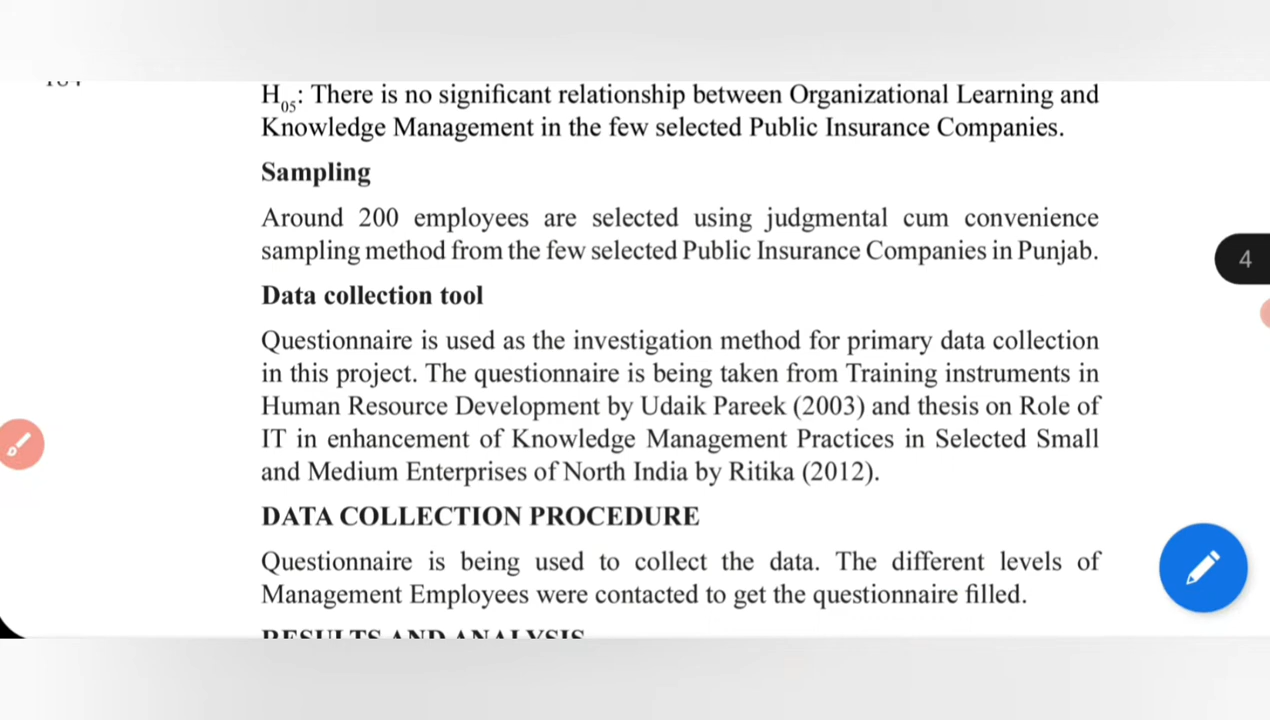 H05: There is no significant relationship between Organizational Learning and
Knowledge Management in the few selected Public Insurance Companies.
Sampling
Around 200 employees are selected using judgmental cum convenience
sampling method from the few selected Public Insurance Companies in Punjab.
4
Data collection tool
Questionnaire is used as the investigation method for primary data collection
in this project. The questionnaire is being taken from Training instruments in
Human Resource Development by Udaik Pareek (2003) and thesis on Role of
IT in enhancement of Knowledge Management Practices in Selected Small
and Medium Enterprises of North India by Ritika (2012).
DATA COLLECTION PROCEDURE
Questionnaire is being used to collect the data. The different levels of
Management Employees were contacted to get the questionnaire filled.
RESULTS AND ANALYSIS